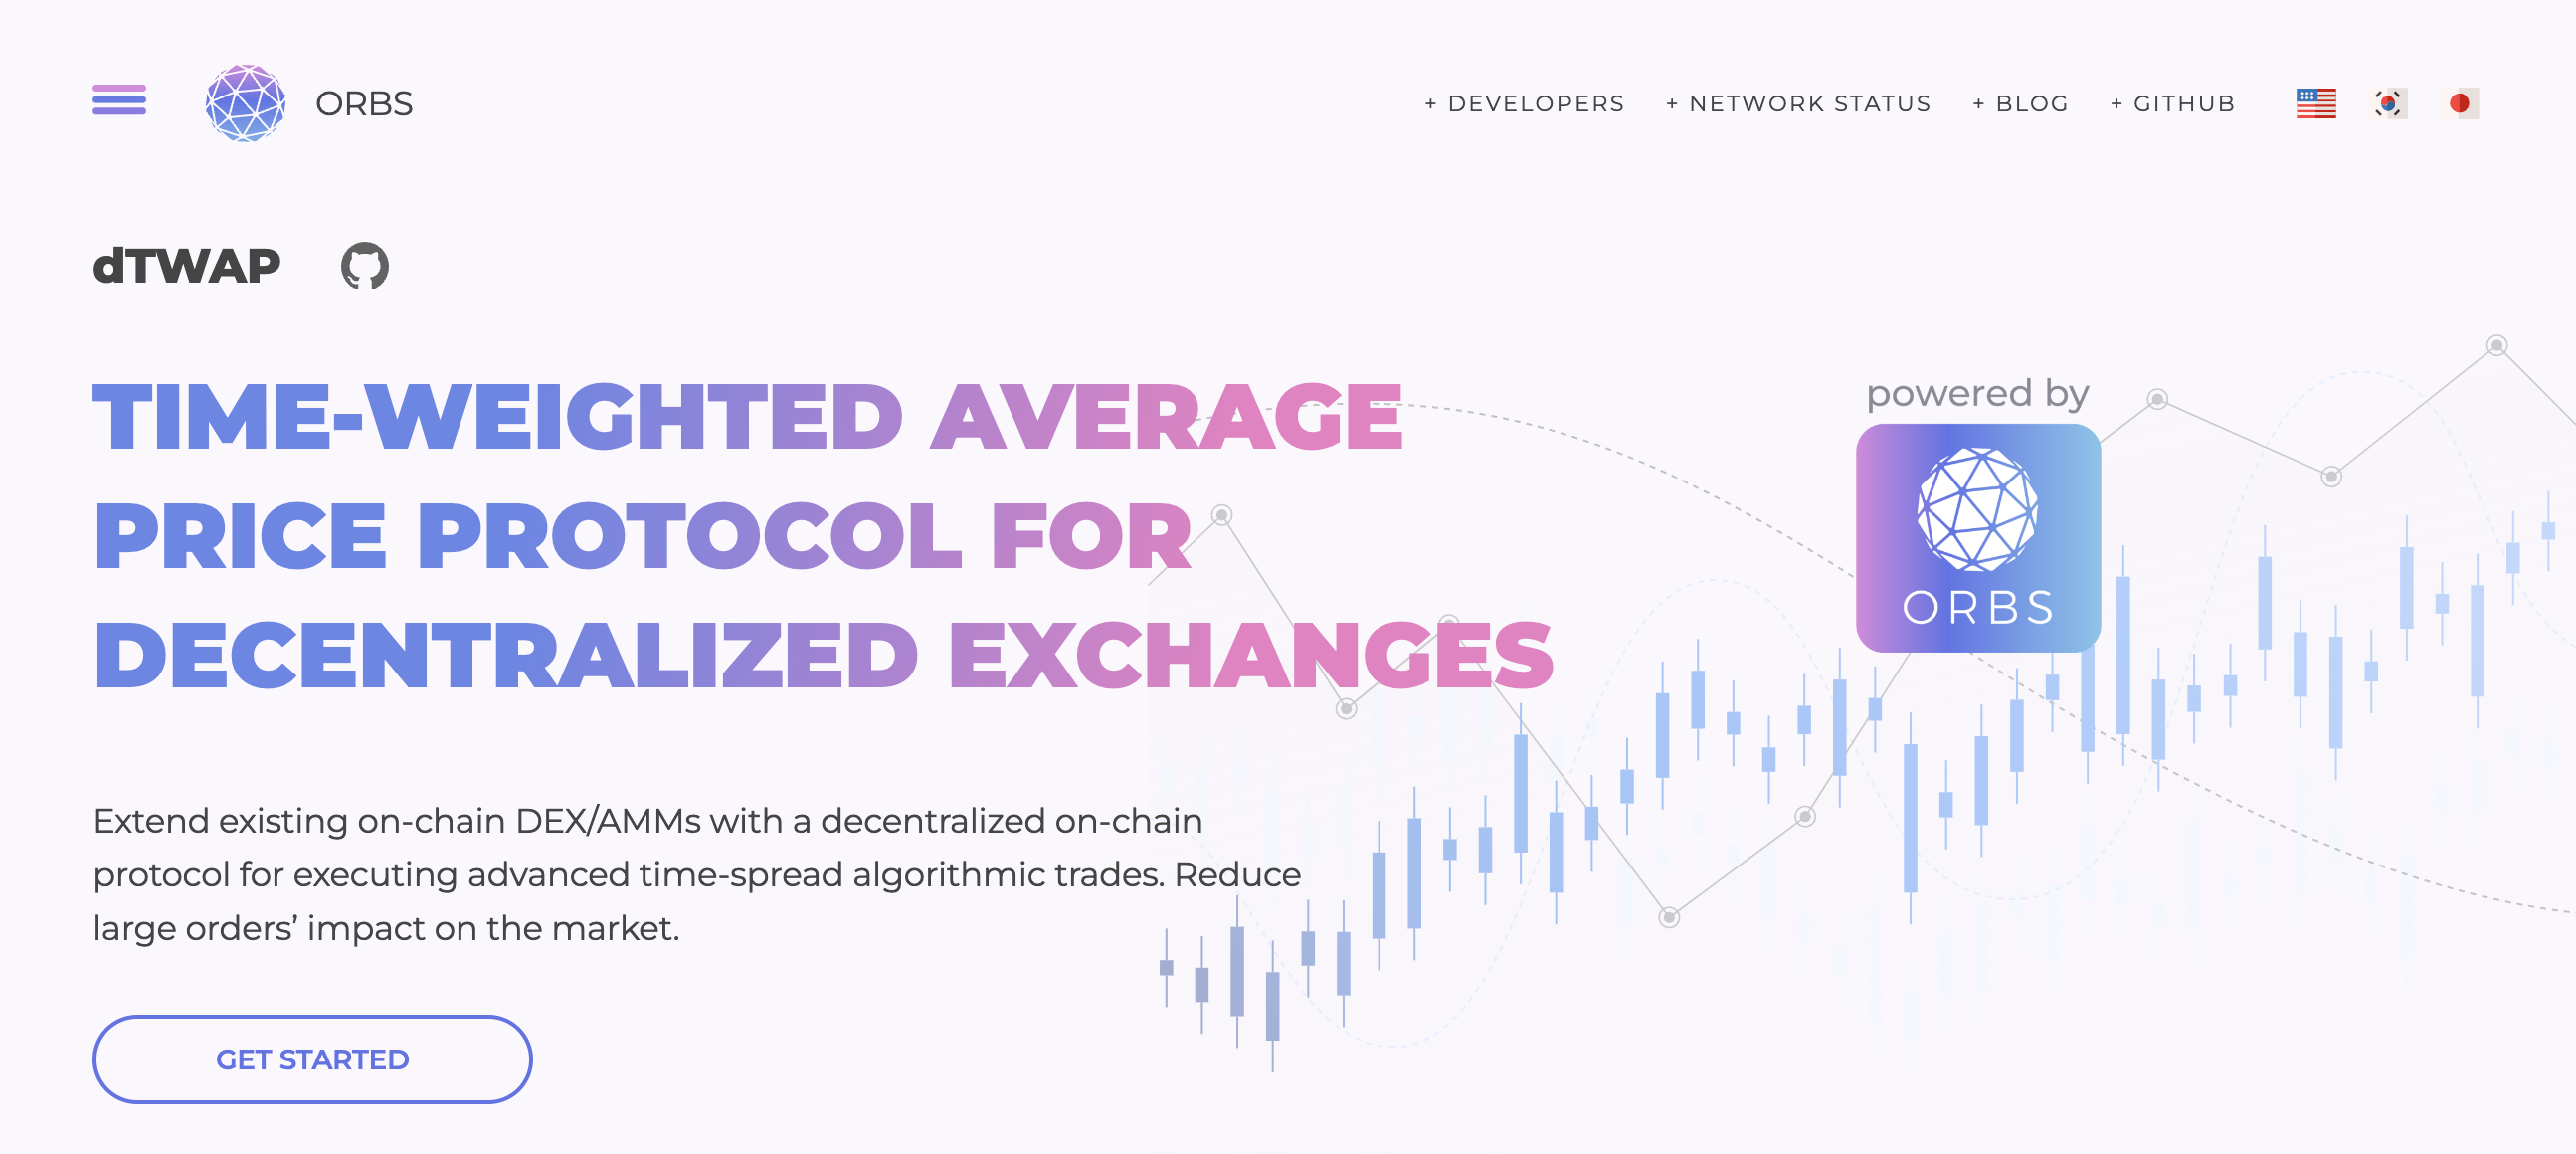 ORBS
+ DEVELOPERS + NETWORK STATUS + BLOG + GITHUB
dTWAP
TIME-WEIGHTED AVERAGE
PRICE PROTOCOL FOR
DECENTRALIZED EXCHANGES
powered by
ORBS
Extend existing on-chain DEX/AMMs with a decentralized on-chain
protocol for executing advanced time-spread algorithmic trades. Reduce
large orders’ impact on the market.
GET STARTED